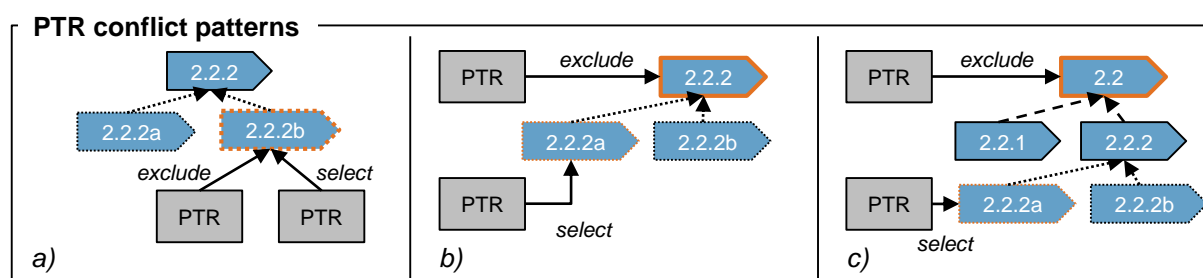 PTR conflict patterns
2.2.2
2.2.2a
2.2.2b
exclude
select
PTR
PTR
a)
PTR
exclude
2.2.2
2.2.2a
2.2.2b
PTR
select
b)
PTR
exclude
2.2
2.2.1
2.2.2
PTR
2.2.2a
2.2.2b
select
c)